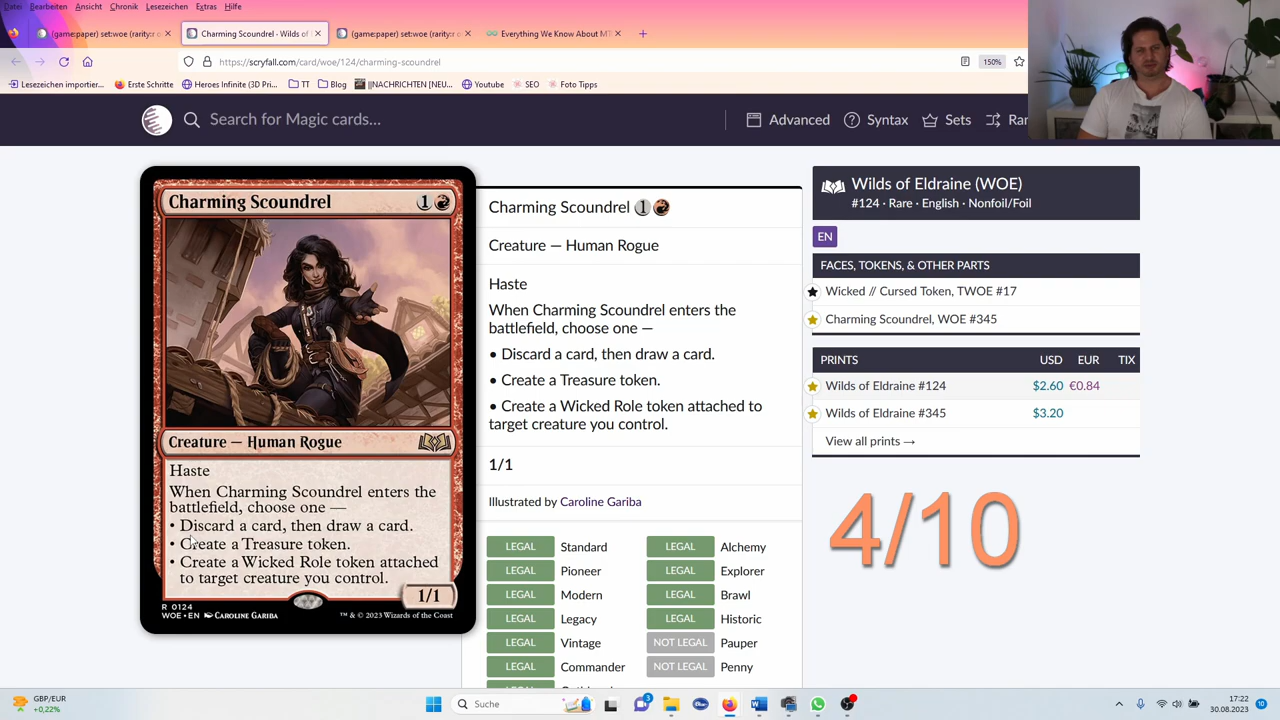 Datei Bearbeiten Ansicht Chronik Lesezeichen Extras Hilfe
(game:paper) set:woe (rarity:r o
Charming Scoundrel · Wilds of
(game:paper) set:woe (rarity:r o
Everything We Know About MT
https://scryfall.com/card/woe/124/charming-scoundrel
150%
Lesezeichen importier...
Erste Schritte
Heroes Infinite (3D Pri...
TT
Blog
||NACHRICHTEN [NEU...
Youtube
SEO
Foto Tipps
Search for Magic cards...
Advanced
Syntax
Sets
Ran
Charming Scoundrel 1
Creature — Human Rogue
Haste
When Charming Scoundrel enters the
battlefield, choose one —
• Discard a card, then draw a card.
• Create a Treasure token.
• Create a Wicked Role token attached
to target creature you control.
1/1
R 0124
WOE • EN CAROLINE GARIBA
™ & © 2023 Wizards of the Coast
Charming Scoundrel 1
Creature — Human Rogue
Haste
When Charming Scoundrel enters the
battlefield, choose one —
• Discard a card, then draw a card.
• Create a Treasure token.
• Create a Wicked Role token attached to
target creature you control.
1/1
Illustrated by Caroline Gariba
LEGAL Standard LEGAL Alchemy
LEGAL Pioneer LEGAL Explorer
LEGAL Modern LEGAL Brawl
LEGAL Legacy LEGAL Historic
LEGAL Vintage NOT LEGAL Pauper
LEGAL Commander NOT LEGAL Penny
Wilds of Eldraine (WOE)
#124 · Rare · English · Nonfoil/Foil
EN
FACES, TOKENS, & OTHER PARTS
Wicked // Cursed Token, TWOE #17
Charming Scoundrel, WOE #345
PRINTS USD EUR TIX
Wilds of Eldraine #124 $2.60 €0.84
Wilds of Eldraine #345 $3.20
View all prints →
4/10
GBP/EUR
+0,22%
Suche
3
17:22
30.08.2023
10